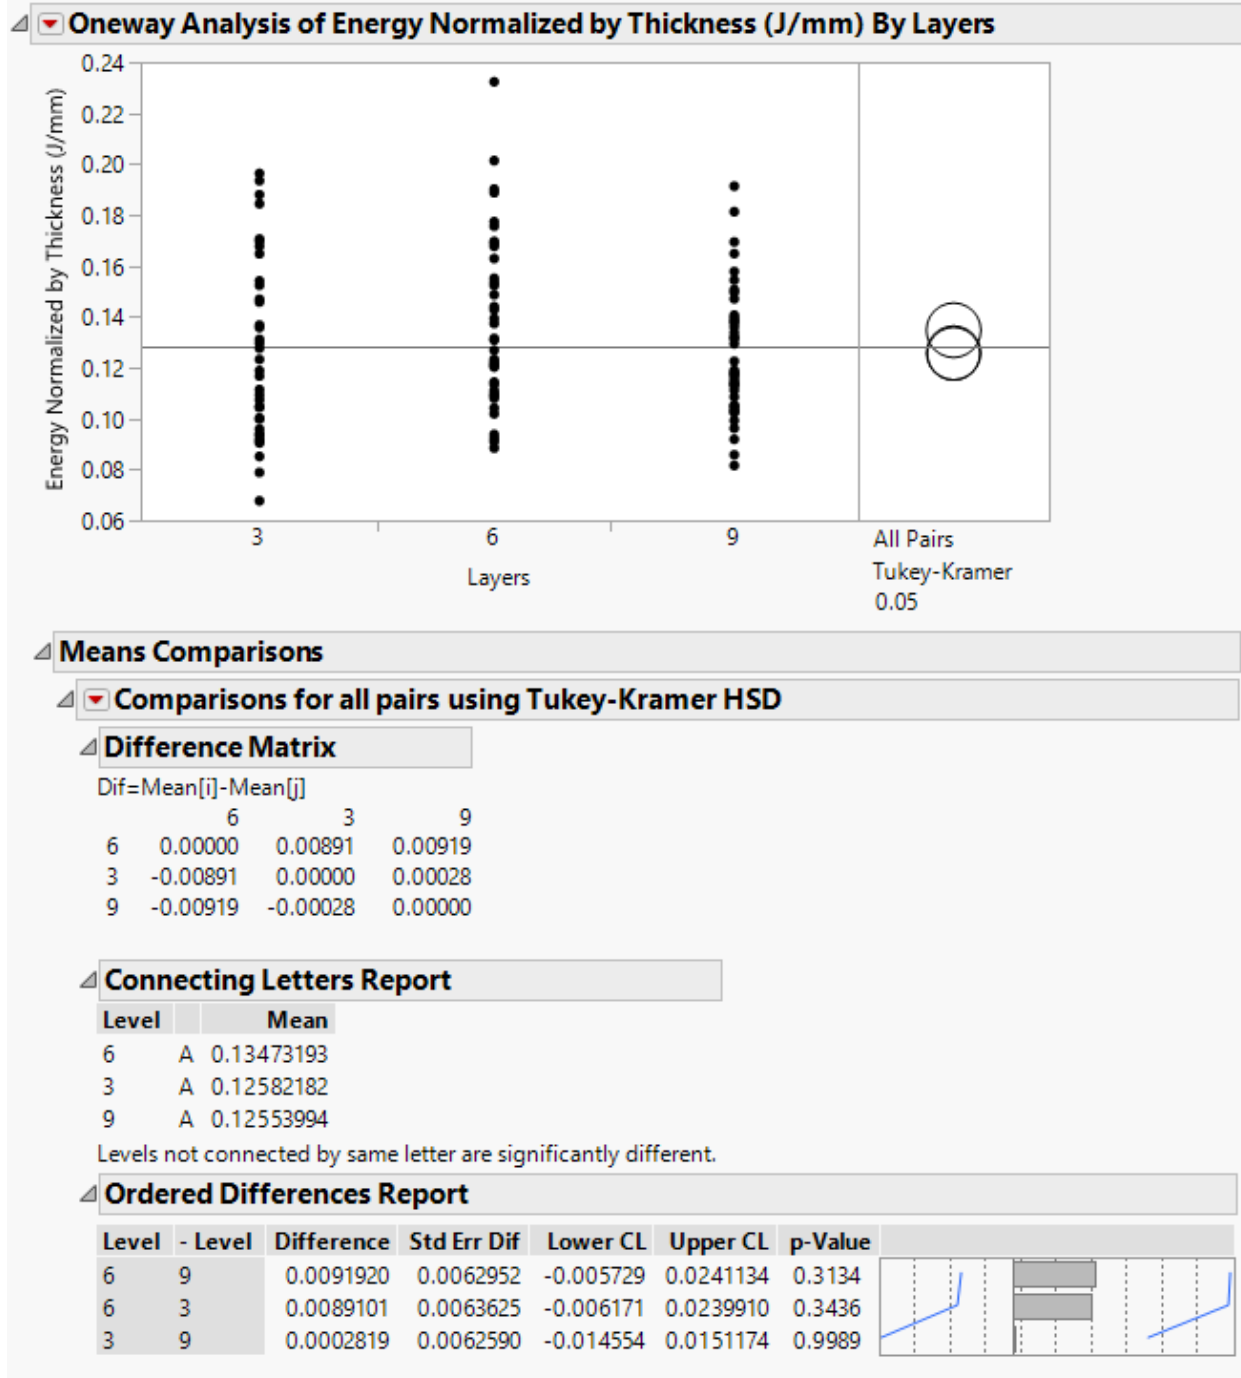 Oneway Analysis of Energy Normalized by Thickness (J/mm) By Layers
Energy Normalized by Thickness (J/mm)
0.24
0.22
0.20
0.18
0.16
0.14
0.12
0.10
0.08
0.06
3 6 9
Layers
All Pairs
Tukey-Kramer
0.05
Means Comparisons
Comparisons for all pairs using Tukey-Kramer HSD
Difference Matrix
Dif=Mean[i]-Mean[j]
6 3 9
6 0.00000 0.00891 0.00919
3 -0.00891 0.00000 0.00028
9 -0.00919 -0.00028 0.00000
Connecting Letters Report
Level Mean
6 A 0.13473193
3 A 0.12582182
9 A 0.12553994
Levels not connected by same letter are significantly different.
Ordered Differences Report
Level - Level Difference Std Err Dif Lower CL Upper CL p-Value
6 9 0.0091920 0.0062952 -0.005729 0.0241134 0.3134
6 3 0.0089101 0.0063625 -0.006171 0.0239910 0.3436
3 9 0.0002819 0.0062590 -0.014554 0.0151174 0.9989